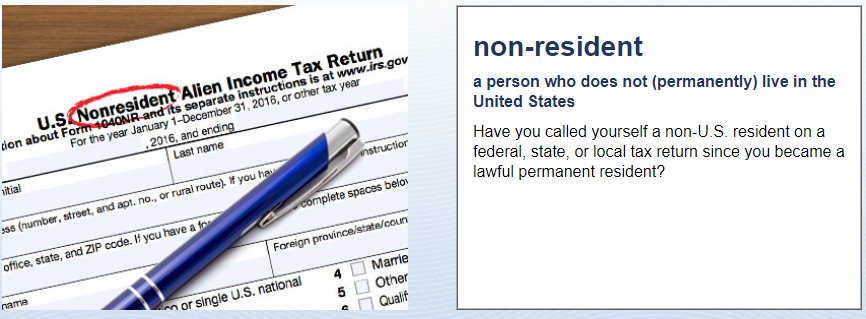 U.S. Nonresident Alien Income Tax Return
tion about Form 1040NR and its separate instructions is at www.irs.gov
For the year January 1–December 31, 2016, or other tax year
, 2016, and ending
Last name
nitial
instruction
ess (number, street, and apt. no., or rural route). If you hav
complete spaces below
office, state, and ZIP code. If you have a fo
Foreign province/state/coun
name
4 Marrie
5 Other
6 Qualif
or single U.S. national
non-resident
a person who does not (permanently) live in the
United States
Have you called yourself a non-U.S. resident on a
federal, state, or local tax return since you became a
lawful permanent resident?